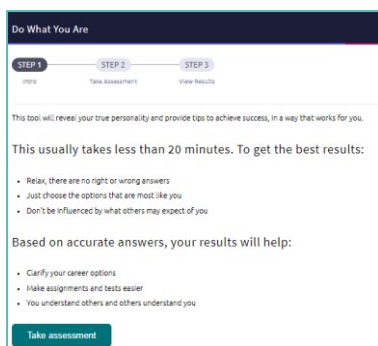 Do What You Are
STEP 1 STEP 2 STEP 3
Intro Take Assessment View Results
This tool will reveal your true personality and provide tips to achieve success, in a way that works for you.
This usually takes less than 20 minutes. To get the best results:
• Relax, there are no right or wrong answers
• Just choose the options that are most like you
• Don't be influenced by what others may expect of you
Based on accurate answers, your results will help:
• Clarify your career options
• Make assignments and tests easier
• You understand others and others understand you
Take assessment